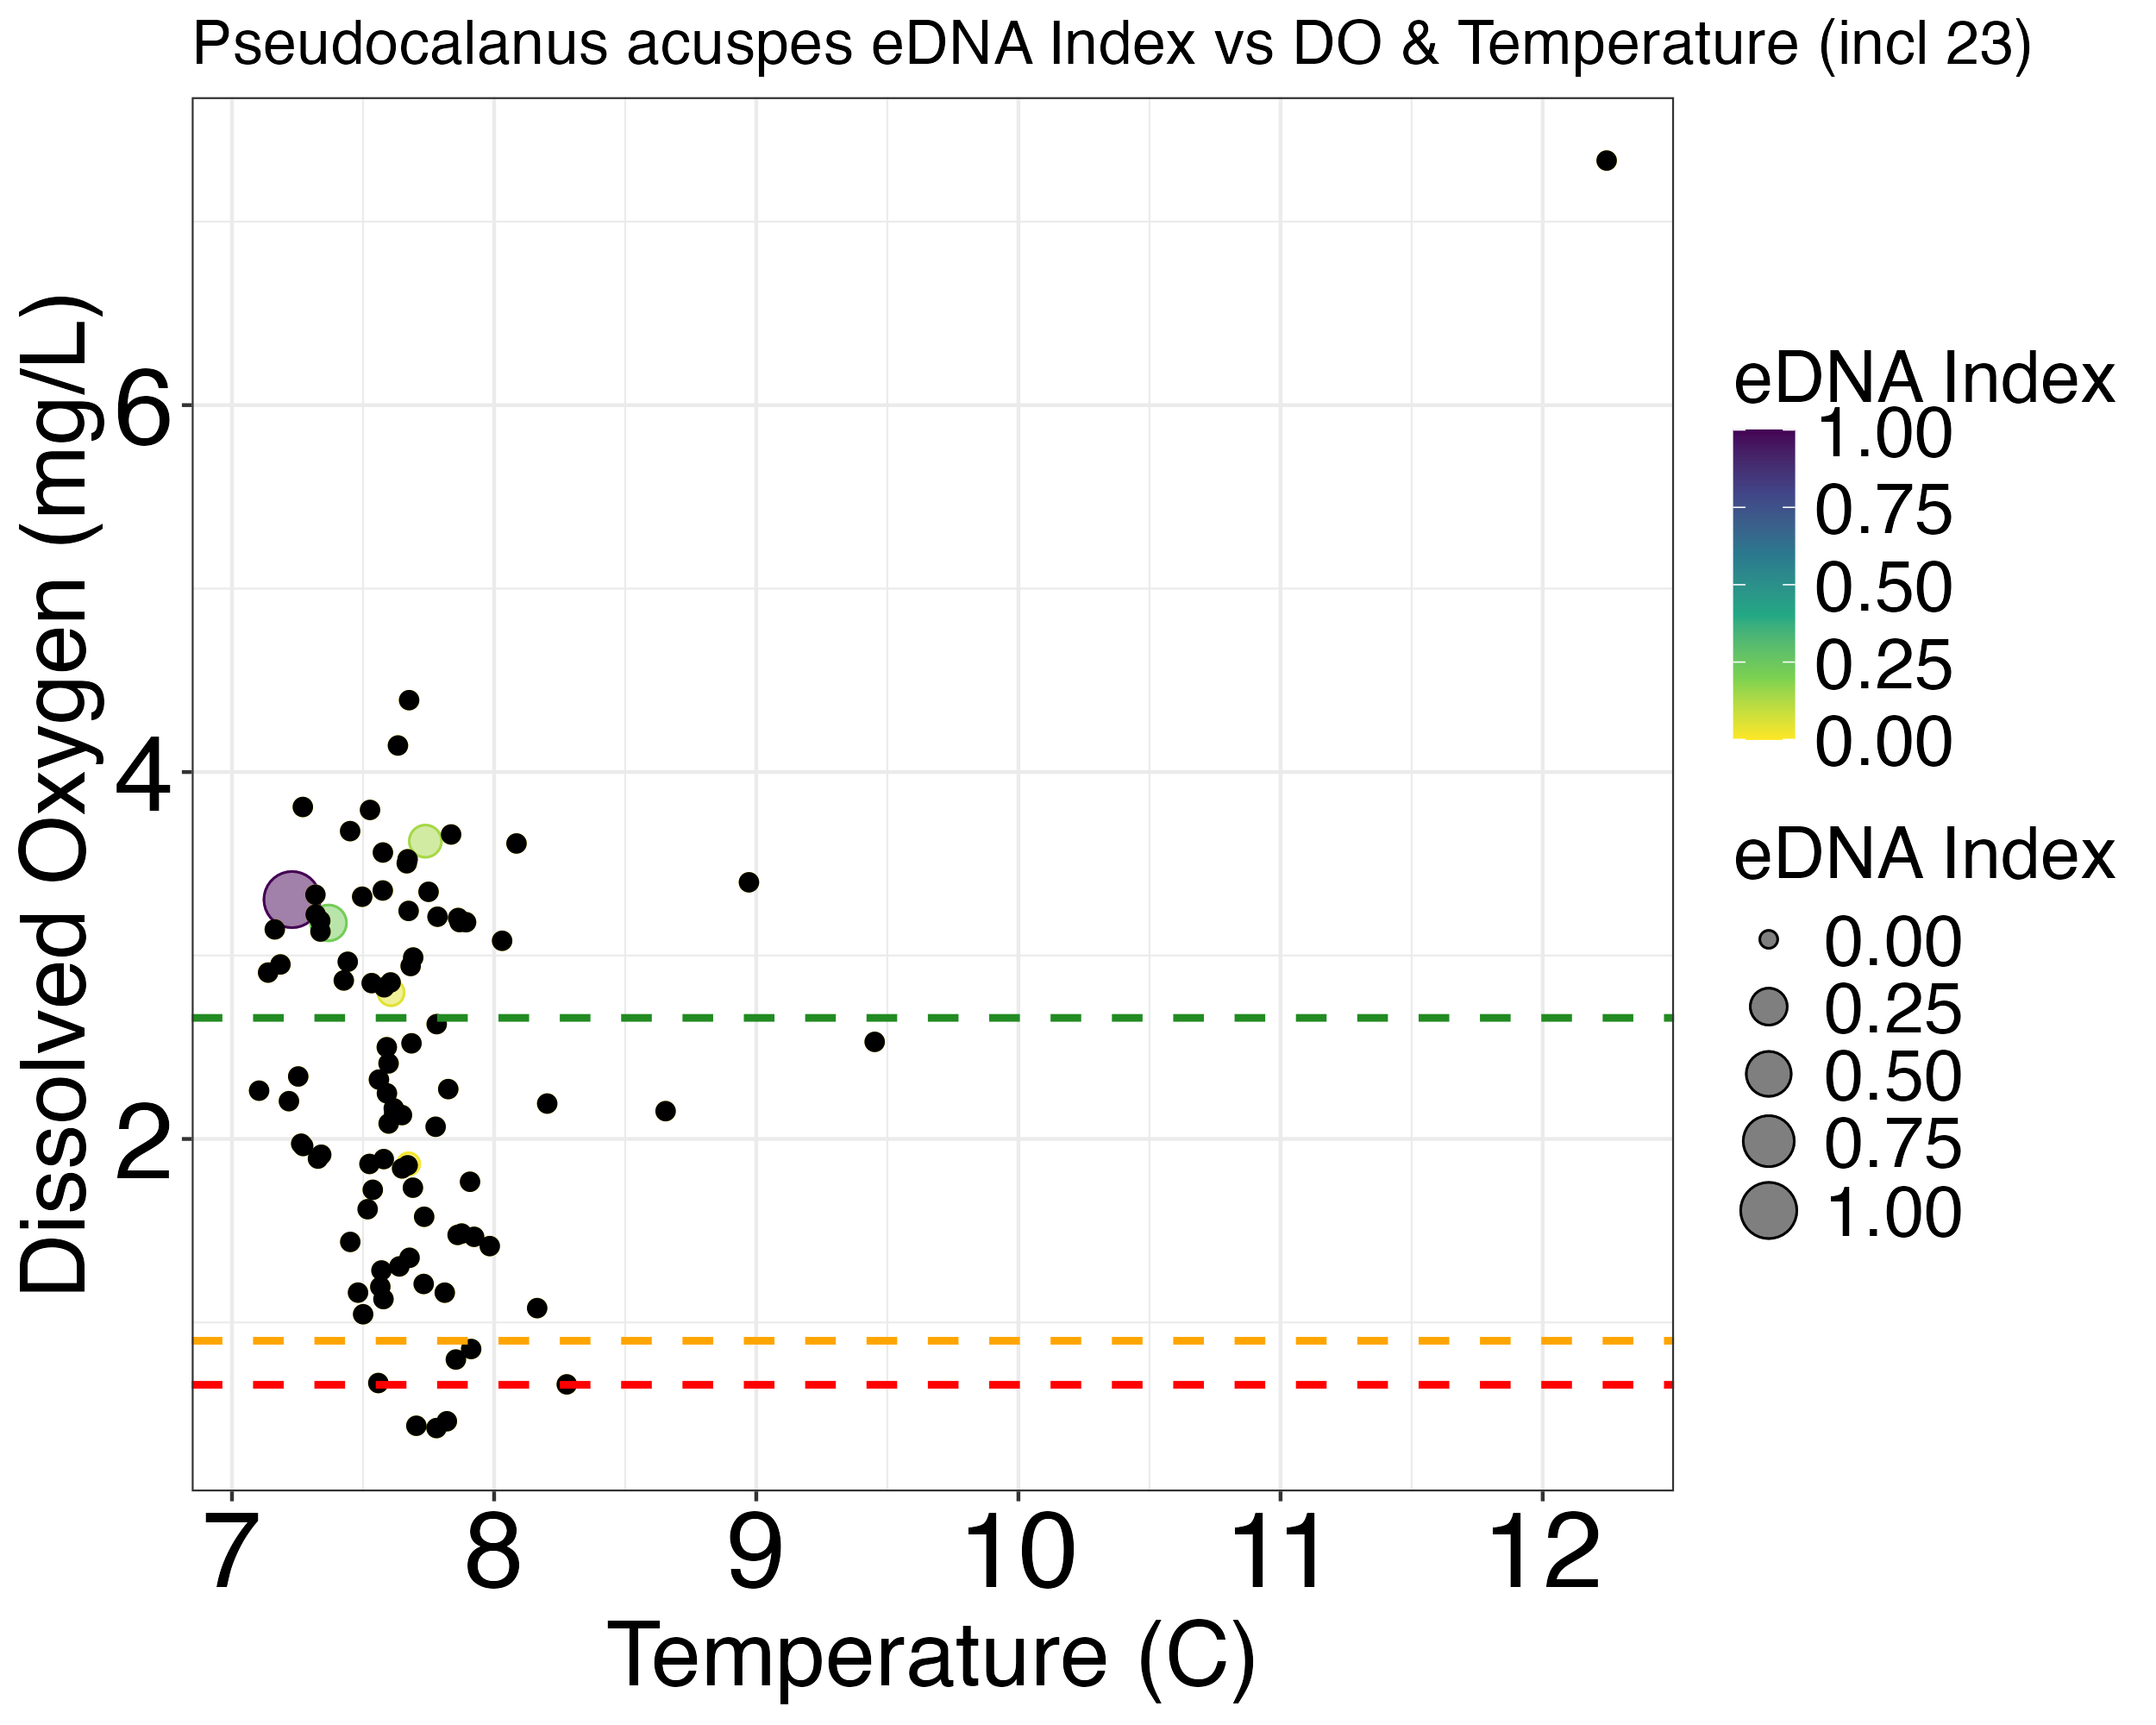 Pseudocalanus acuspes eDNA Index vs DO & Temperature (incl 23)
Dissolved Oxygen (mg/L)
6
4
2
7 8 9 10 11 12
Temperature (C)
eDNA Index
1.00
0.75
0.50
0.25
0.00
eDNA Index
0.00
0.25
0.50
0.75
1.00